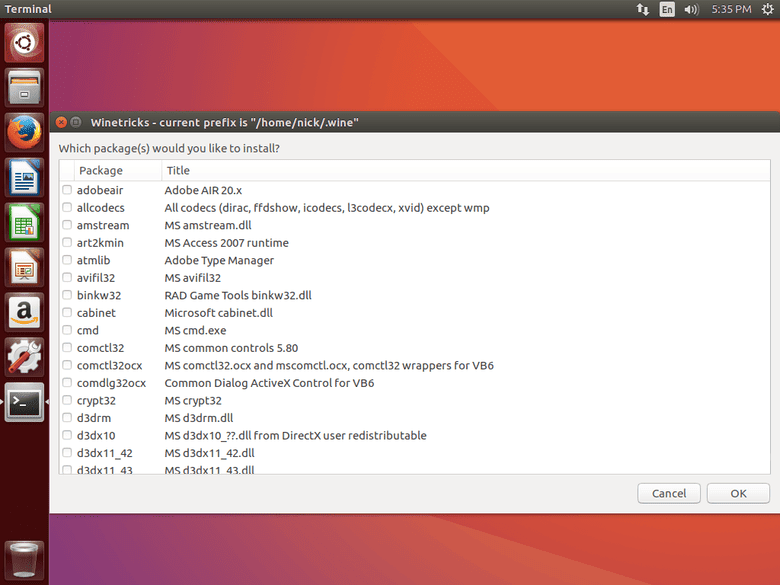 Terminal
En
5:35 PM
Winetricks - current prefix is "/home/nick/.wine"
Which package(s) would you like to install?
Package Title
adobeair Adobe AIR 20.x
allcodecs All codecs (dirac, ffdshow, icodecs, l3codecx, xvid) except wmp
amstream MS amstream.dll
art2kmin MS Access 2007 runtime
atmlib Adobe Type Manager
avifil32 MS avifil32
binkw32 RAD Game Tools binkw32.dll
cabinet Microsoft cabinet.dll
cmd MS cmd.exe
comctl32 MS common controls 5.80
comctl32ocx MS comctl32.ocx and mscomctl.ocx, comctl32 wrappers for VB6
comdlg32ocx Common Dialog ActiveX Control for VB6
crypt32 MS crypt32
d3drm MS d3drm.dll
d3dx10 MS d3dx10_??.dll from DirectX user redistributable
d3dx11_42 MS d3dx11_42.dll
d3dx11_43 MS d3dx11_43.dll
Cancel OK